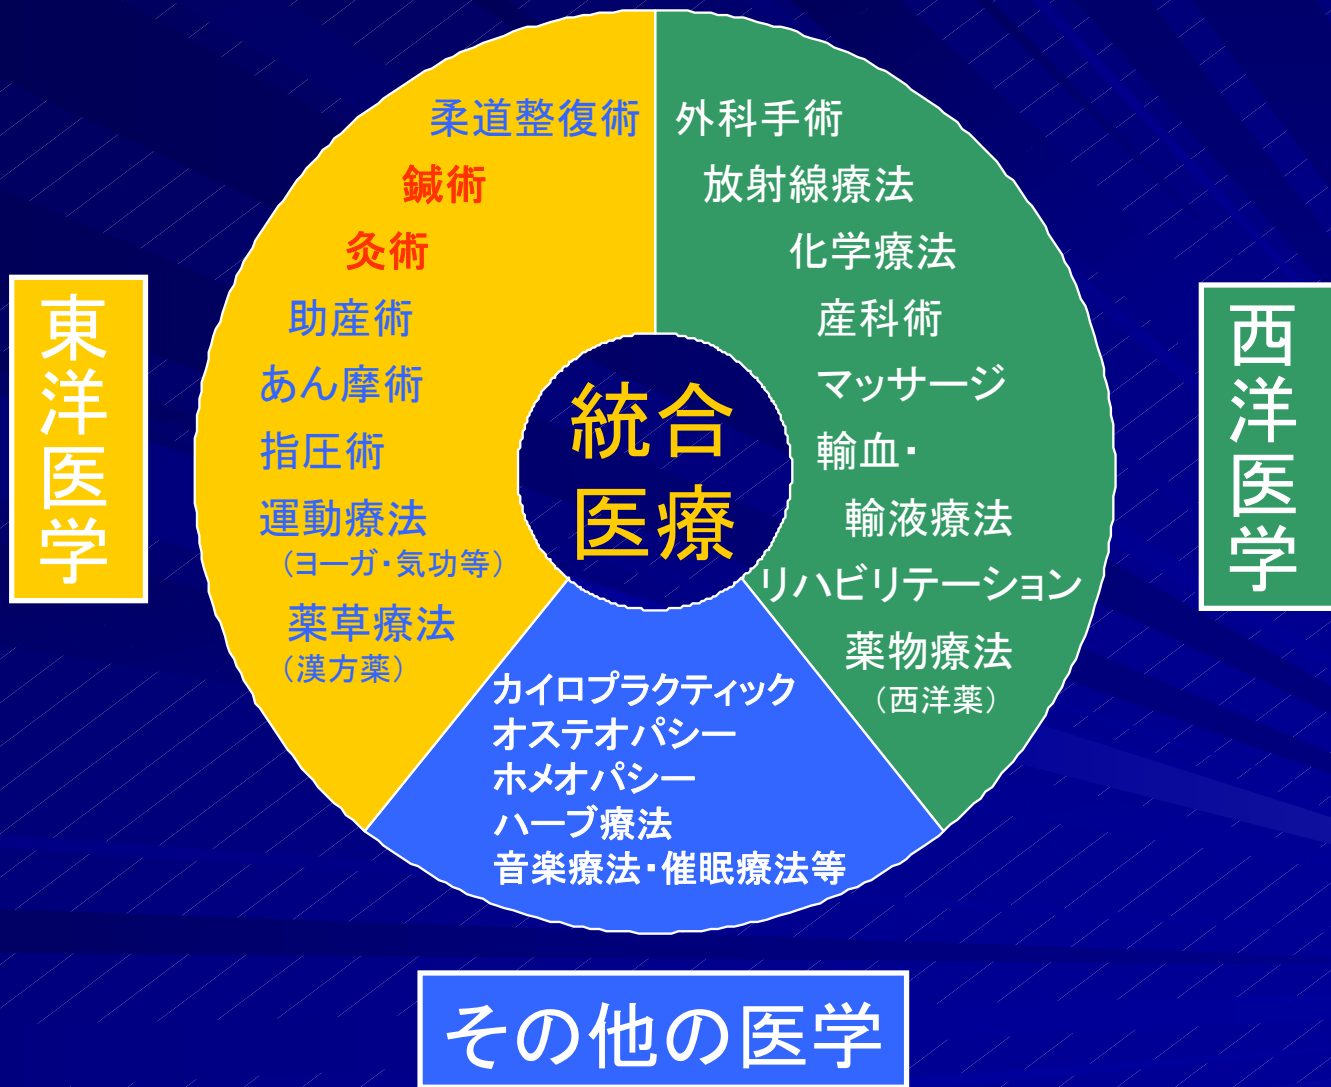 東洋医学
柔道整復術
鍼術
灸術
助産術
あん摩術
指圧術
運動療法
(ヨーガ・気功等)
薬草療法
(漢方薬)
統合
医療
外科手術
放射線療法
化学療法
産科術
マッサージ
輸血・
輸液療法
リハビリテーション
薬物療法
(西洋薬)
西洋医学
カイロプラクティック
オステオパシー
ホメオパシー
ハーブ療法
音楽療法・催眠療法等
その他の医学